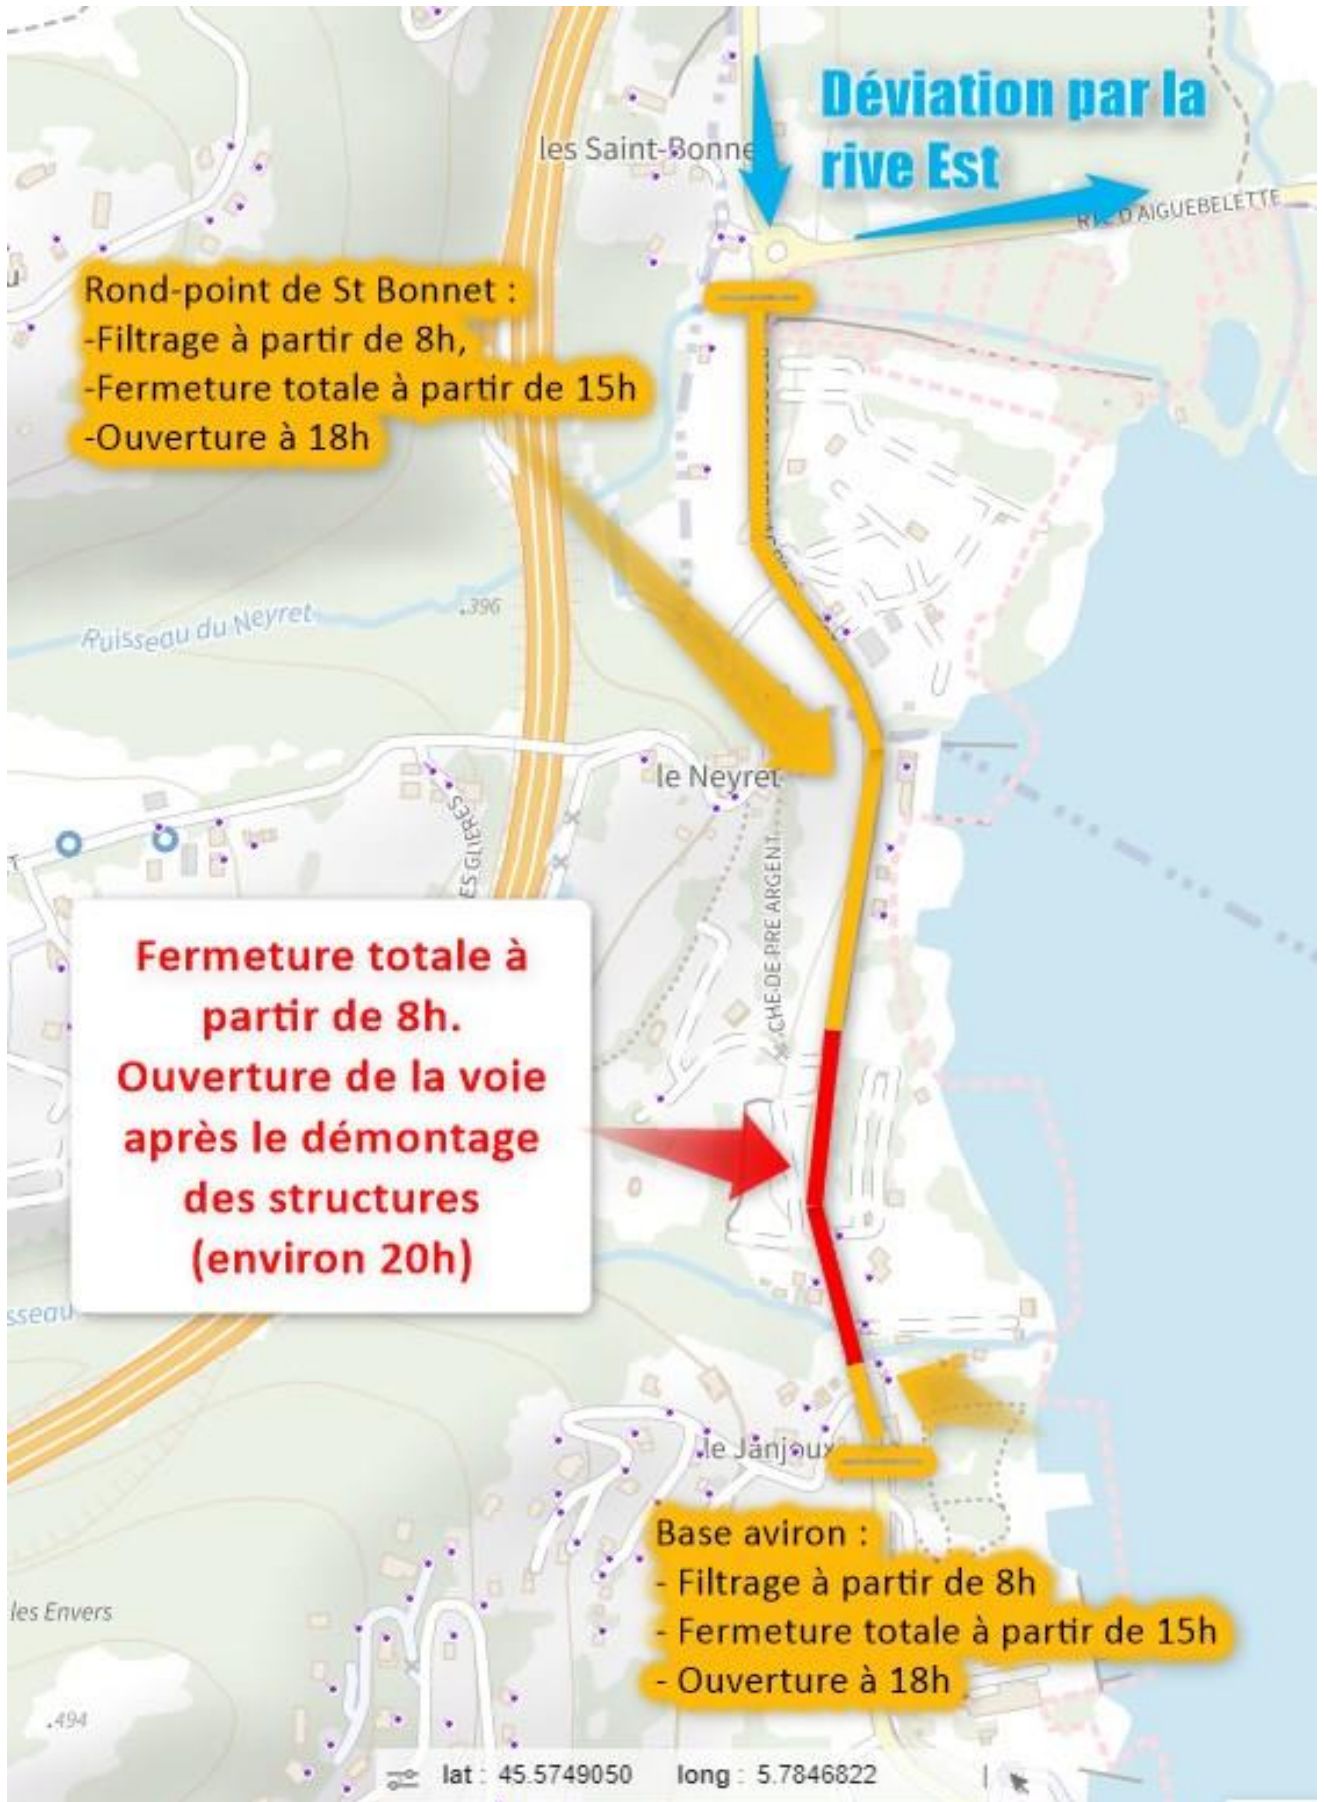 Déviation par la
rive Est
les Saint-Bonne
RTE D'AIGUEBELETTE
Rond-point de St Bonnet :
-Filtrage à partir de 8h,
-Fermeture totale à partir de 15h
-Ouverture à 18h
.396
Ruisseau du Neyret
le Neyret
ES GLIERES
CHE DE PRE ARGENT
Fermeture totale à
partir de 8h.
Ouverture de la voie
après le démontage
des structures
(environ 20h)
sseau
le Janjoux
Base aviron :
- Filtrage à partir de 8h
- Fermeture totale à partir de 15h
- Ouverture à 18h
les Envers
.494
lat : 45.5749050 long : 5.7846822